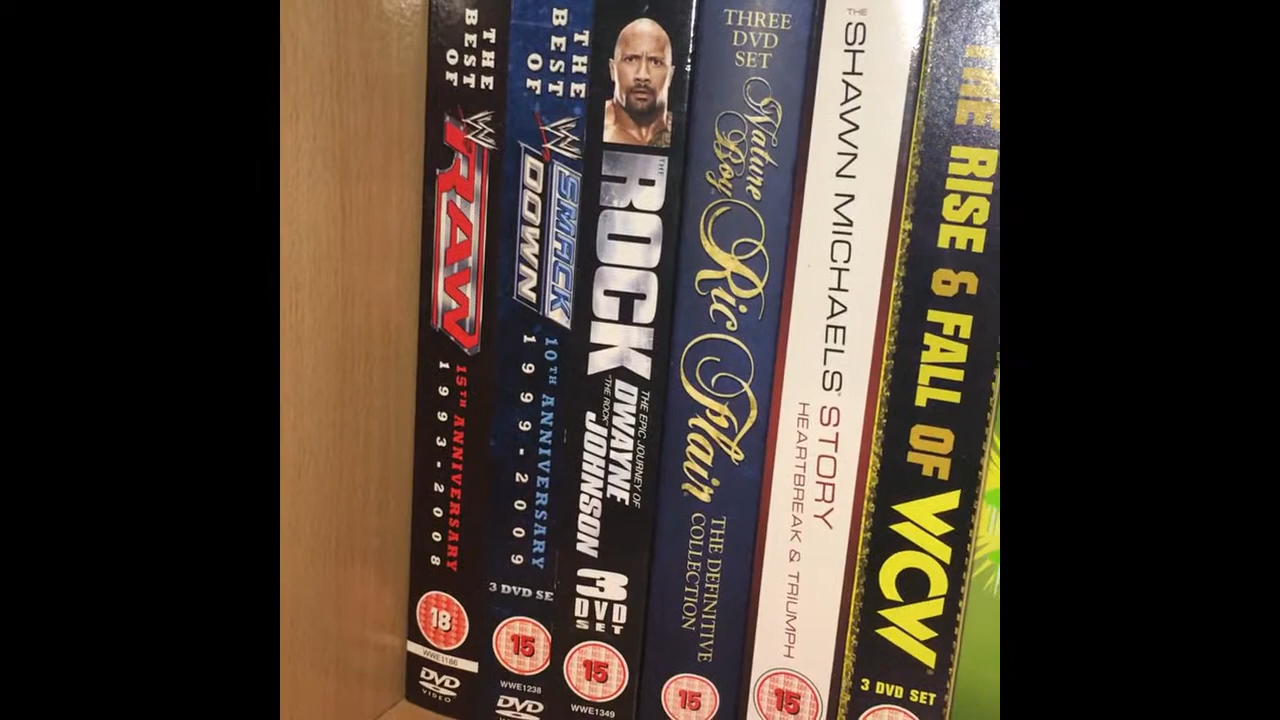 THE
BEST
OF
W
RAW
15TH ANNIVERSARY
1993-2008
18
WWE1186
DVD
VIDEO
THE
BEST
OF
W
SMACK
DOWN
10TH ANNIVERSARY
1999-2009
3 DVD SE
15
WWE1238
DVD
THE
ROCK
THE EPIC JOURNEY OF
DWAYNE
"THE ROCK"
JOHNSON
3
DVD
SET
15
WWE1349
THREE
DVD
SET
Nature
Boy
Ric Flair
THE DEFINITIVE
COLLECTION
15
THE
SHAWN MICHAELS STORY
HEARTBREAK & TRIUMPH
15
THE RISE & FALL OF WCW
3 DVD SET